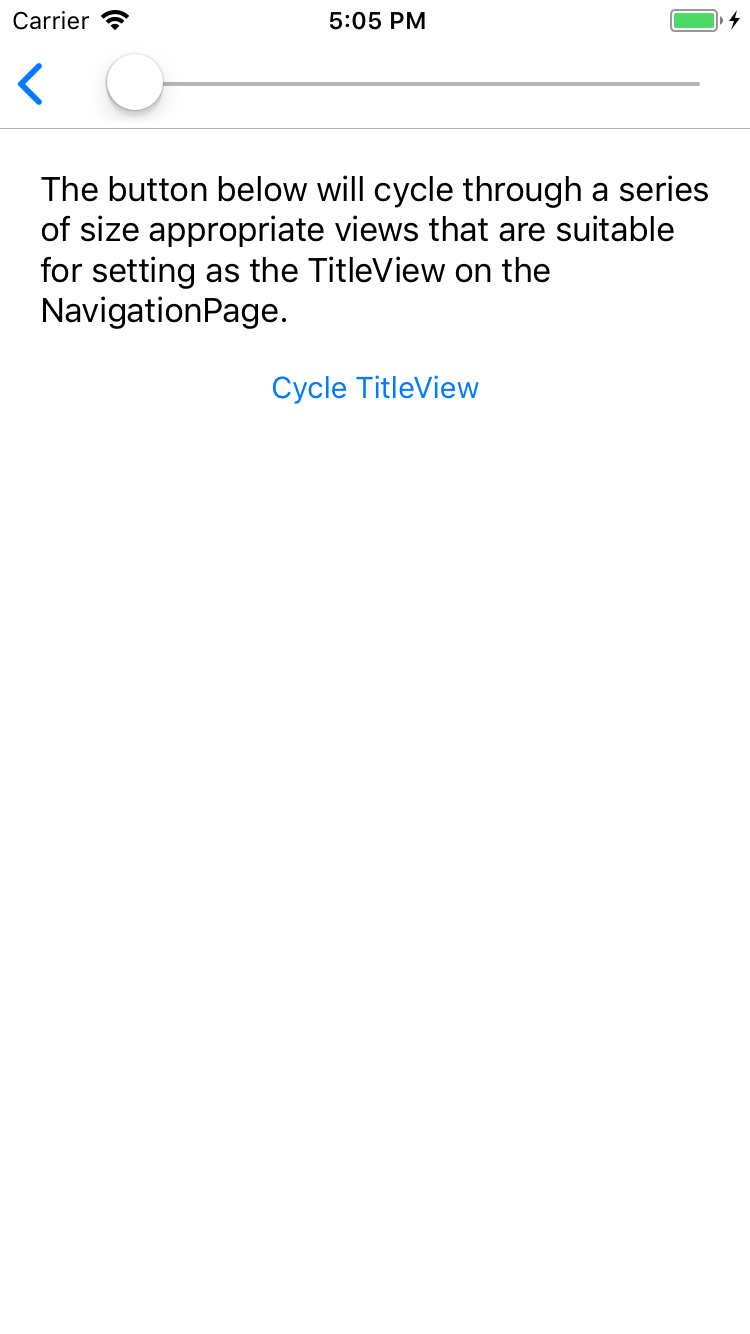 Carrier 5:05 PM
The button below will cycle through a series
of size appropriate views that are suitable
for setting as the TitleView on the
NavigationPage.
Cycle TitleView